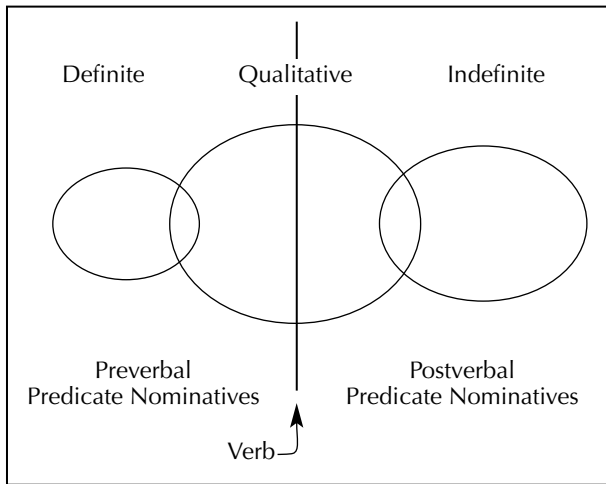 Definite
Qualitative
Indefinite
Preverbal
Predicate Nominatives
Postverbal
Predicate Nominatives
Verb